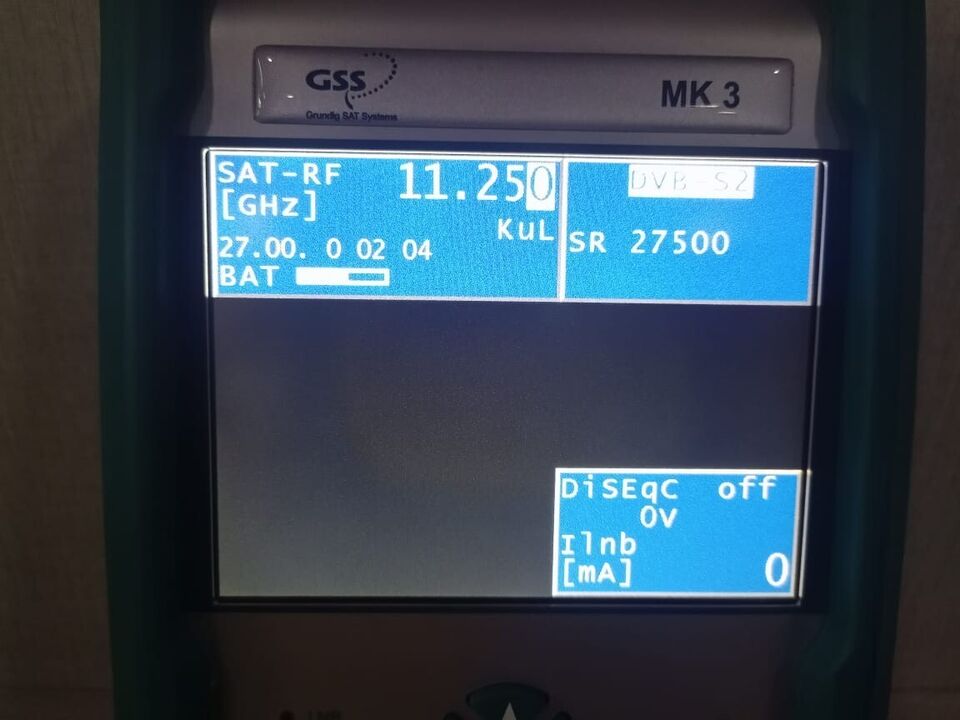 GSS
Grundig SAT Systems
MK 3
SAT-RF 11.250
[GHz]
KuL
27.00. 0 02 04
BAT
DVB-S2
SR 27500
DiSEqC off
0V
Ilnb
[mA] 0
LNB